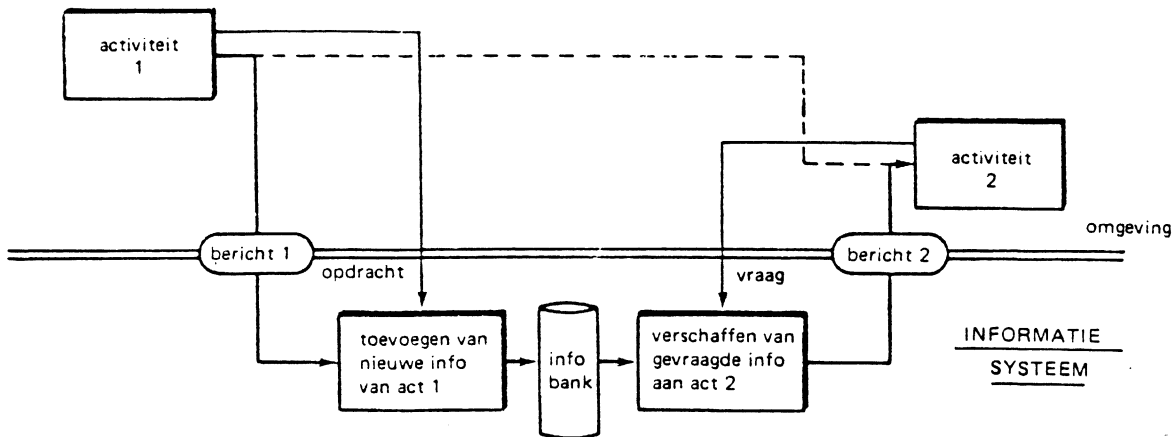 activiteit
1
activiteit
2
omgeving
bericht 1
bericht 2
opdracht
vraag
toevoegen van
nieuwe info
van act 1
info
bank
verschaffen van
gevraagde info
aan act 2
INFORMATIE
SYSTEEM